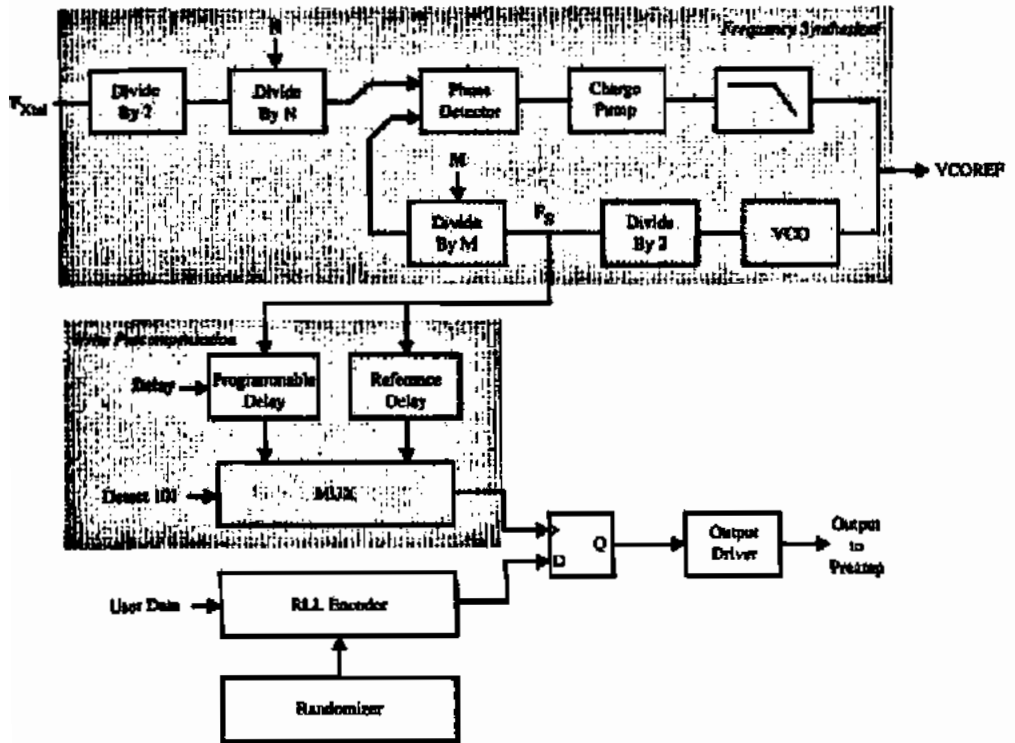 Frequency Synthesizer
N
F_Xtal
Divide
By 2
Divide
By N
Phase
Detector
Charge
Pump
VCOREF
M
Divide
By M
F_S
Divide
By 2
VCO
Write Precompensation
Delay
Programmable
Delay
Reference
Delay
Detect 101
MUX
D
Q
Output
Driver
Output
to
Preamp
User Data
RLL Encoder
Randomizer